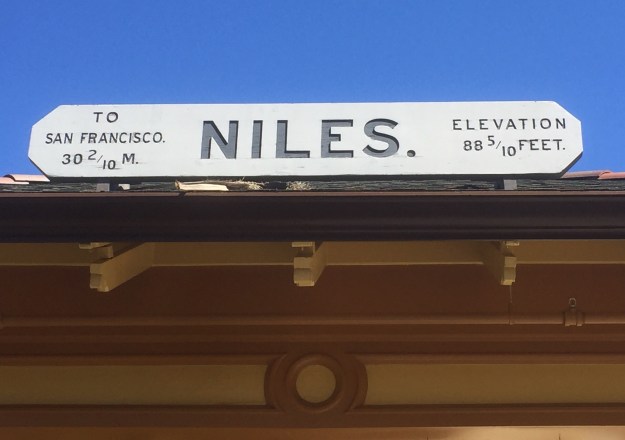 TO
SAN FRANCISCO.
30 2/10 M.
NILES.
ELEVATION
88 5/10 FEET.